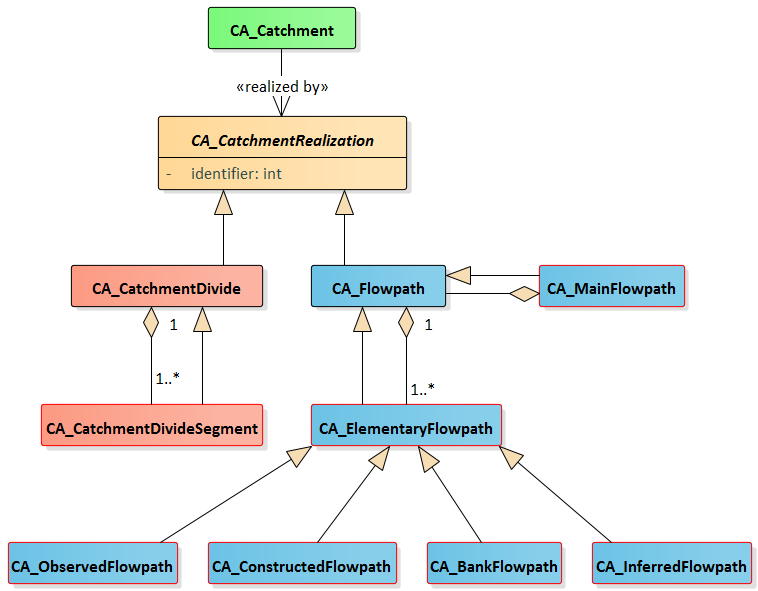 CA_Catchment
«realized by»
CA_CatchmentRealization
- identifier: int
CA_CatchmentDivide
CA_Flowpath
CA_MainFlowpath
1
1
1..*
1..*
CA_CatchmentDivideSegment
CA_ElementaryFlowpath
CA_ObservedFlowpath
CA_ConstructedFlowpath
CA_BankFlowpath
CA_InferredFlowpath